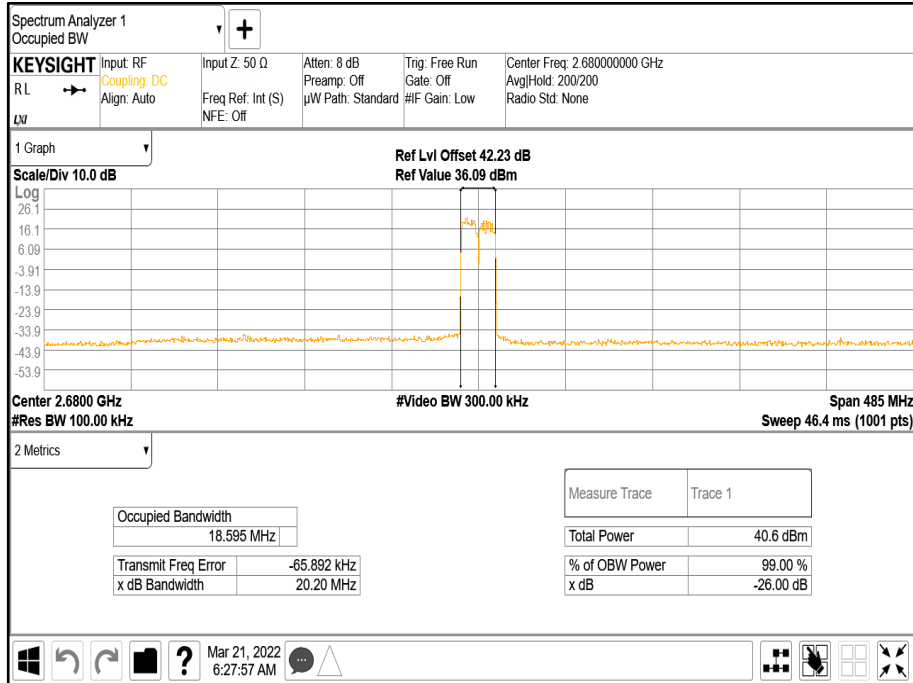 Spectrum Analyzer 1
Occupied BW
▼
+
KEYSIGHT
RL
LXI
Input: RF
Coupling: DC
Align: Auto
Input Z: 50 Ω
Freq Ref: Int (S)
NFE: Off
Atten: 8 dB
Preamp: Off
µW Path: Standard
Trig: Free Run
Gate: Off
#IF Gain: Low
Center Freq: 2.680000000 GHz
Avg|Hold: 200/200
Radio Std: None
1 Graph
Scale/Div 10.0 dB
Ref Lvl Offset 42.23 dB
Ref Value 36.09 dBm
Log
26.1
16.1
6.09
-3.91
-13.9
-23.9
-33.9
-43.9
-53.9
Center 2.6800 GHz
#Video BW 300.00 kHz
Span 485 MHz
#Res BW 100.00 kHz
Sweep 46.4 ms (1001 pts)
2 Metrics
Occupied Bandwidth
18.595 MHz
Transmit Freq Error -65.892 kHz
x dB Bandwidth 20.20 MHz
Measure Trace Trace 1
Total Power 40.6 dBm
% of OBW Power 99.00 %
x dB -26.00 dB
?
Mar 21, 2022
6:27:57 AM